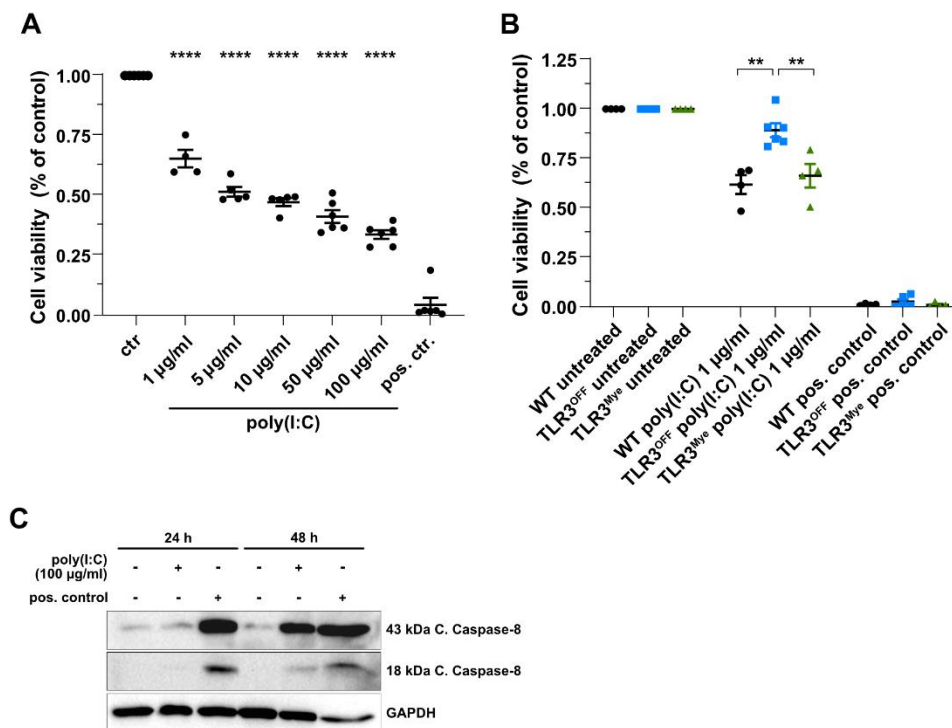 A
**** **** **** **** ****
Cell viability (% of control)
1.00
0.75
0.50
0.25
0.00
ctr
1 µg/ml
5 µg/ml
10 µg/ml
50 µg/ml
100 µg/ml
pos. ctr.
poly(I:C)
B
** **
Cell viability (% of control)
1.25
1.00
0.75
0.50
0.25
0.00
WT untreated
TLR3OFF untreated
TLR3Mye untreated
WT poly(I:C) 1 µg/ml
TLR3OFF poly(I:C) 1 µg/ml
TLR3Mye poly(I:C) 1 µg/ml
WT pos. control
TLR3OFF pos. control
TLR3Mye pos. control
C
24 h 48 h
poly(I:C)
(100 µg/ml)
- + - - + -
pos. control - - + - - +
43 kDa C. Caspase-8
18 kDa C. Caspase-8
GAPDH